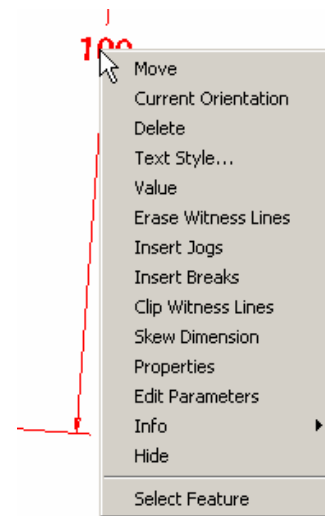 100
Move
Current Orientation
Delete
Text Style...
Value
Erase Witness Lines
Insert Jogs
Insert Breaks
Clip Witness Lines
Skew Dimension
Properties
Edit Parameters
Info
Hide
Select Feature